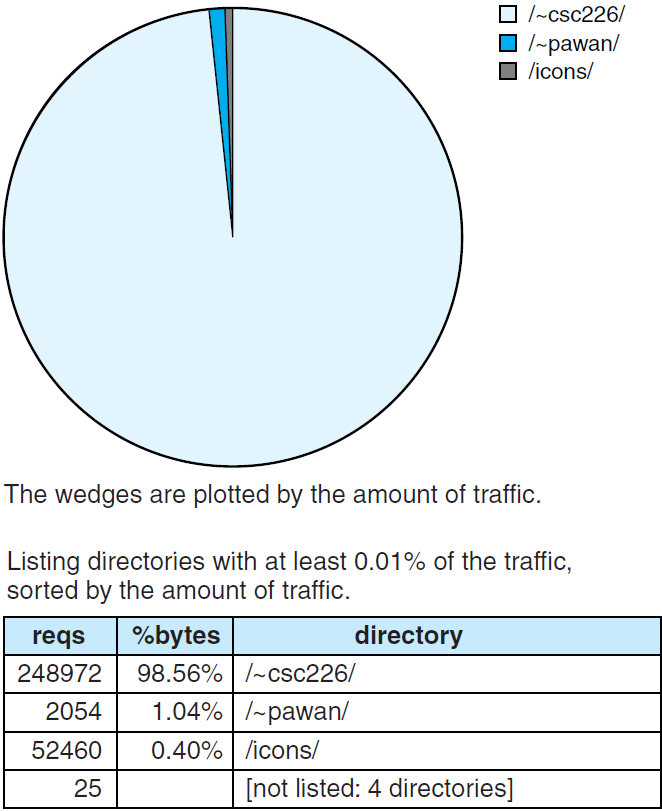 /~csc226/
/~pawan/
/icons/
The wedges are plotted by the amount of traffic.
Listing directories with at least 0.01% of the traffic,
sorted by the amount of traffic.
reqs %bytes directory
248972 98.56% /~csc226/
2054 1.04% /~pawan/
52460 0.40% /icons/
25 [not listed: 4 directories]